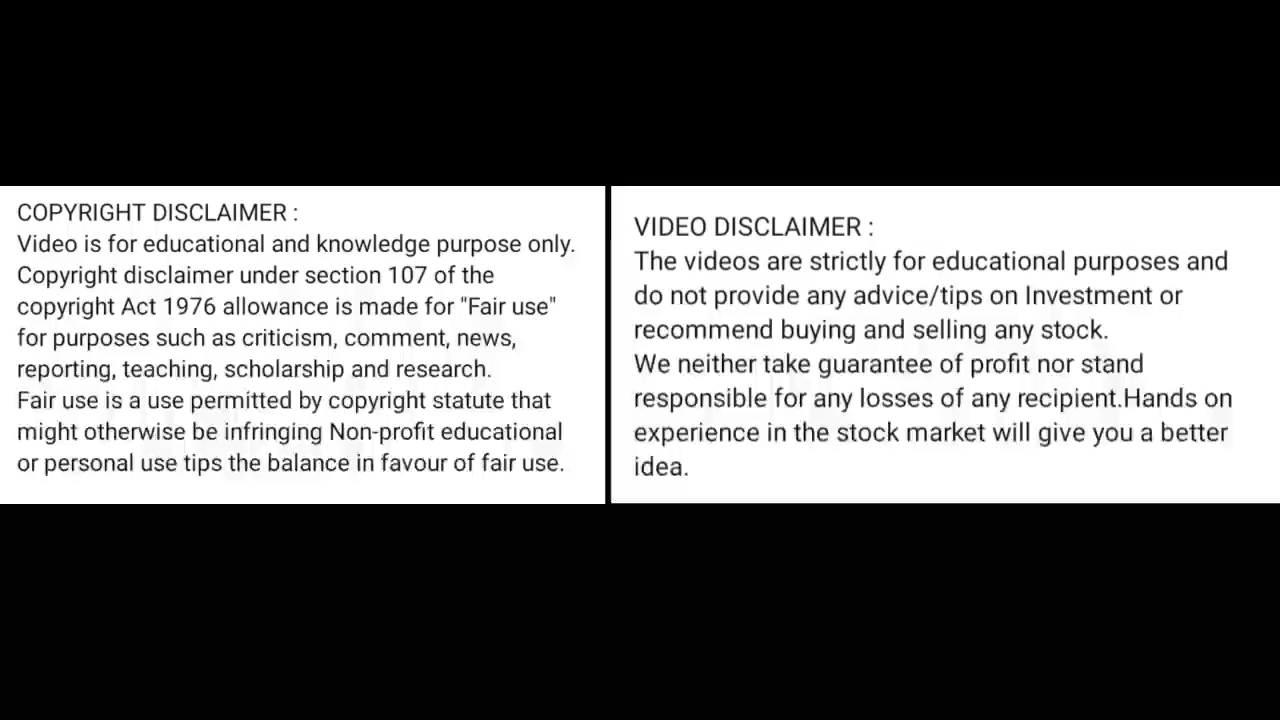 COPYRIGHT DISCLAIMER :
Video is for educational and knowledge purpose only.
Copyright disclaimer under section 107 of the
copyright Act 1976 allowance is made for "Fair use"
for purposes such as criticism, comment, news,
reporting, teaching, scholarship and research.
Fair use is a use permitted by copyright statute that
might otherwise be infringing Non-profit educational
or personal use tips the balance in favour of fair use.
VIDEO DISCLAIMER :
The videos are strictly for educational purposes and
do not provide any advice/tips on Investment or
recommend buying and selling any stock.
We neither take guarantee of profit nor stand
responsible for any losses of any recipient.Hands on
experience in the stock market will give you a better
idea.